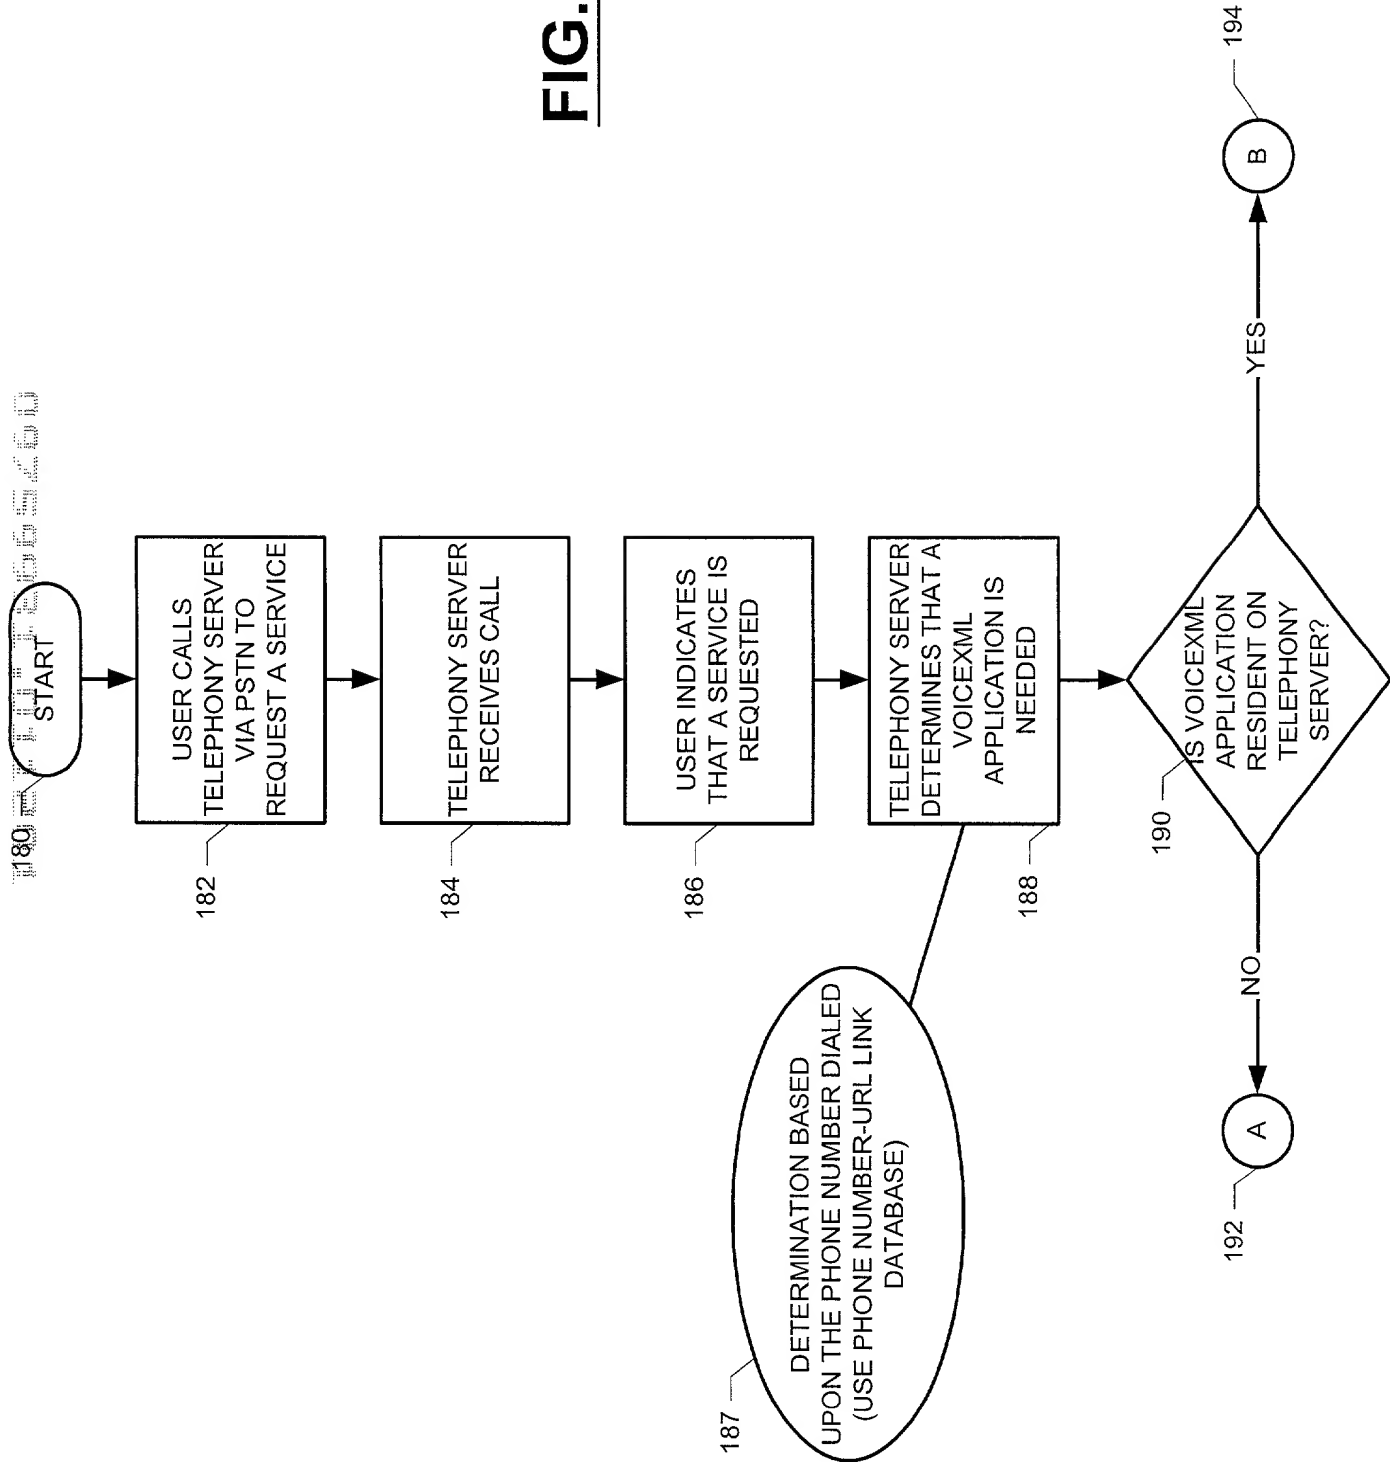 FIG.
180
START
182
USER CALLS
TELEPHONY SERVER
VIA PSTN TO
REQUEST A SERVICE
184
TELEPHONY SERVER
RECEIVES CALL
186
USER INDICATES
THAT A SERVICE IS
REQUESTED
187
DETERMINATION BASED
UPON THE PHONE NUMBER DIALED
(USE PHONE NUMBER-URL LINK
DATABASE)
188
TELEPHONY SERVER
DETERMINES THAT A
VOICEXML
APPLICATION IS
NEEDED
190
IS VOICEXML
APPLICATION
RESIDENT ON
TELEPHONY
SERVER?
NO
YES
192
A
B
194